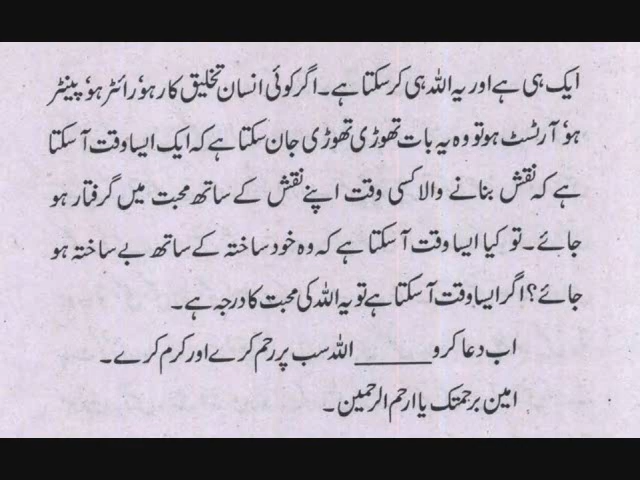 ایک ہی ہے اور یہ اللہ ہی کر سکتا ہے۔ اگر کوئی انسان تخلیق کار ہو' رائٹر ہو' پینٹر
ہو' آرٹسٹ ہو تو وہ یہ بات تھوڑی تھوڑی جان سکتا ہے کہ ایک ایسا وقت آ سکتا
ہے کہ نقش بنانے والا کسی وقت اپنے نقش کے ساتھ محبت میں گرفتار ہو
جائے۔ تو کیا ایسا وقت آ سکتا ہے کہ وہ خود ساختہ کے ساتھ بے ساختہ ہو
جائے؟ اگر ایسا وقت آ سکتا ہے تو یہ اللہ کی محبت کا درجہ ہے۔
اب دعا کرو ______ اللہ سب پر رحم کرے اور کرم کرے۔
امین برحمتک یا ارحم الرحمین۔